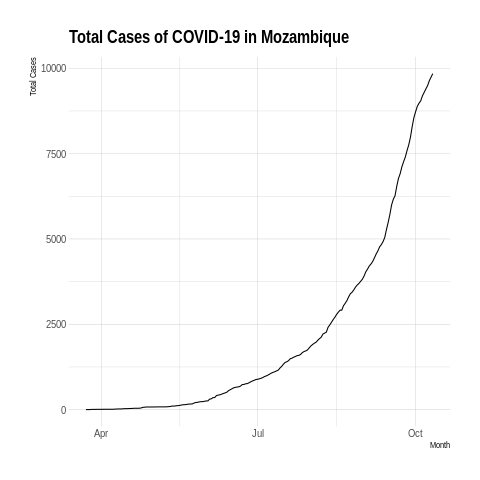 Total Cases of COVID-19 in Mozambique
Total Cases
10000
7500
5000
2500
0
Apr
Jul
Oct
Month